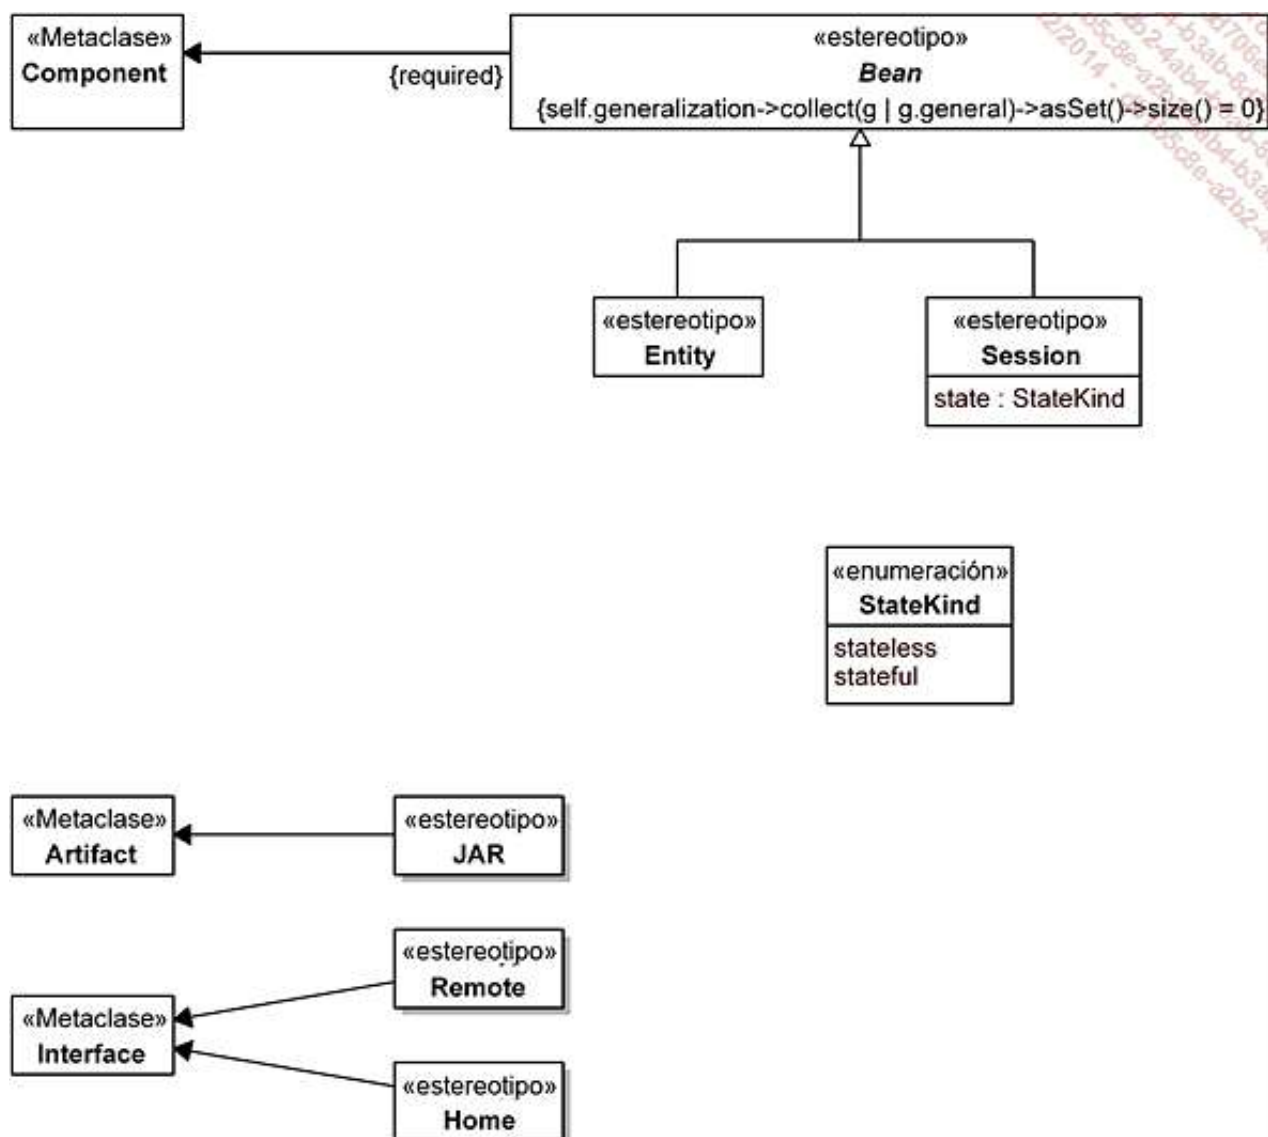 «Metaclase»
Component
{required}
«estereotipo»
Bean
{self.generalization->collect(g | g.general)->asSet()->size() = 0}
«estereotipo»
Entity
«estereotipo»
Session
state : StateKind
«enumeración»
StateKind
stateless
stateful
«Metaclase»
Artifact
«estereotipo»
JAR
«Metaclase»
Interface
«estereotipo»
Remote
«estereotipo»
Home